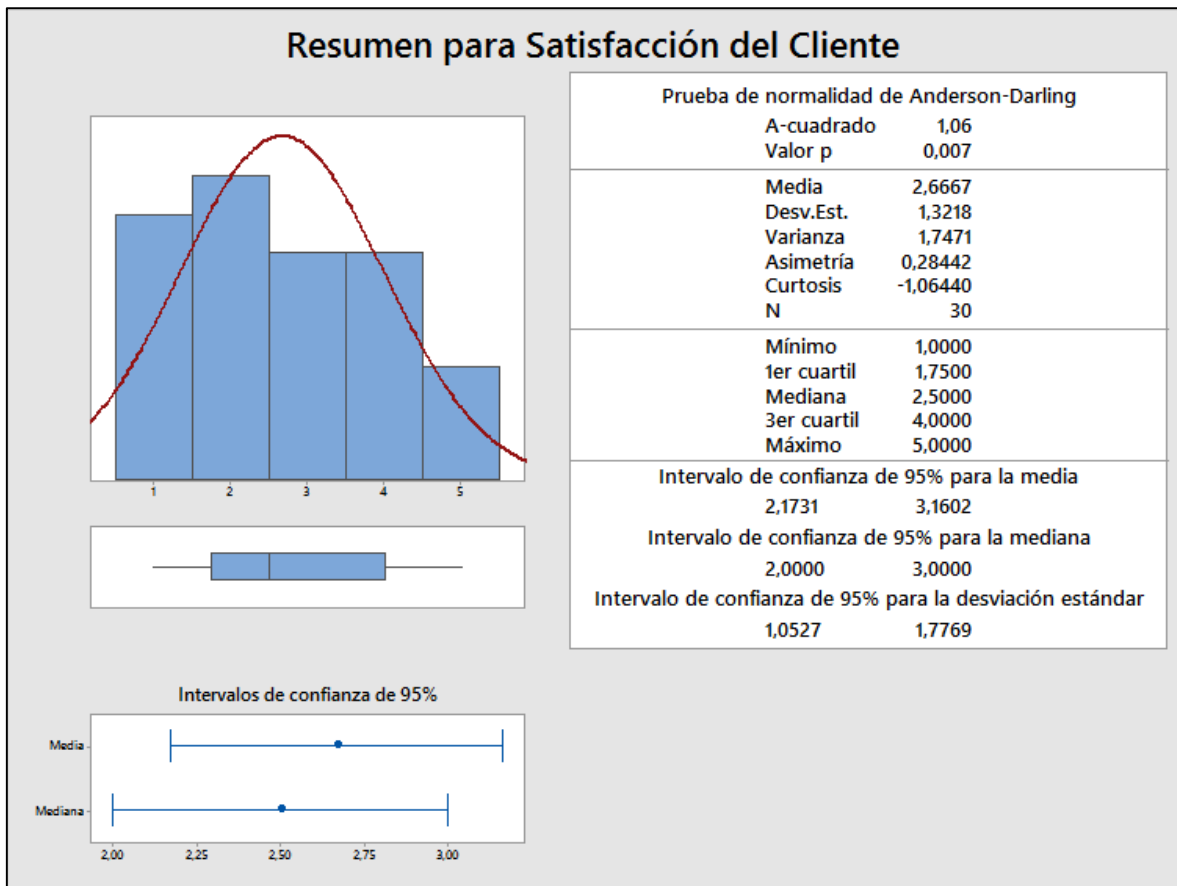 Resumen para Satisfacción del Cliente
1 2 3 4 5
Intervalos de confianza de 95%
Media
Mediana
2,00 2,25 2,50 2,75 3,00
Prueba de normalidad de Anderson-Darling
A-cuadrado 1,06
Valor p 0,007
Media 2,6667
Desv.Est. 1,3218
Varianza 1,7471
Asimetría 0,28442
Curtosis -1,06440
N 30
Mínimo 1,0000
1er cuartil 1,7500
Mediana 2,5000
3er cuartil 4,0000
Máximo 5,0000
Intervalo de confianza de 95% para la media
2,1731 3,1602
Intervalo de confianza de 95% para la mediana
2,0000 3,0000
Intervalo de confianza de 95% para la desviación estándar
1,0527 1,7769